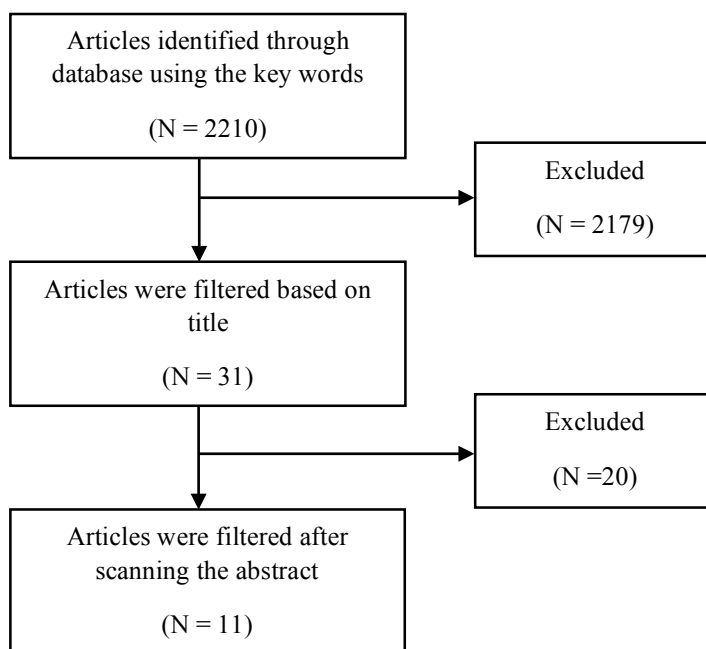 Articles identified through
database using the key words
(N = 2210)
Excluded
(N = 2179)
Articles were filtered based on
title
(N = 31)
Excluded
(N =20)
Articles were filtered after
scanning the abstract
(N = 11)